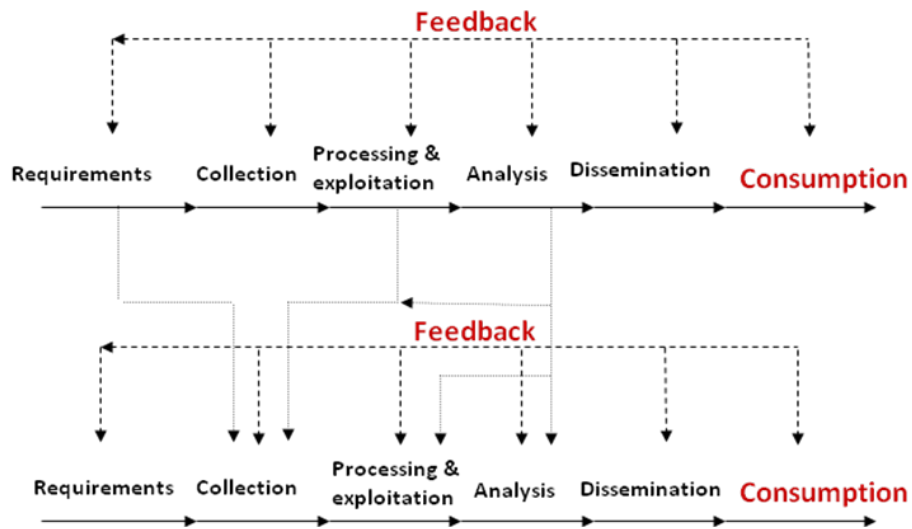 Feedback
Requirements
Collection
Processing &
exploitation
Analysis
Dissemination
Consumption
Feedback
Requirements
Collection
Processing &
exploitation
Analysis
Dissemination
Consumption